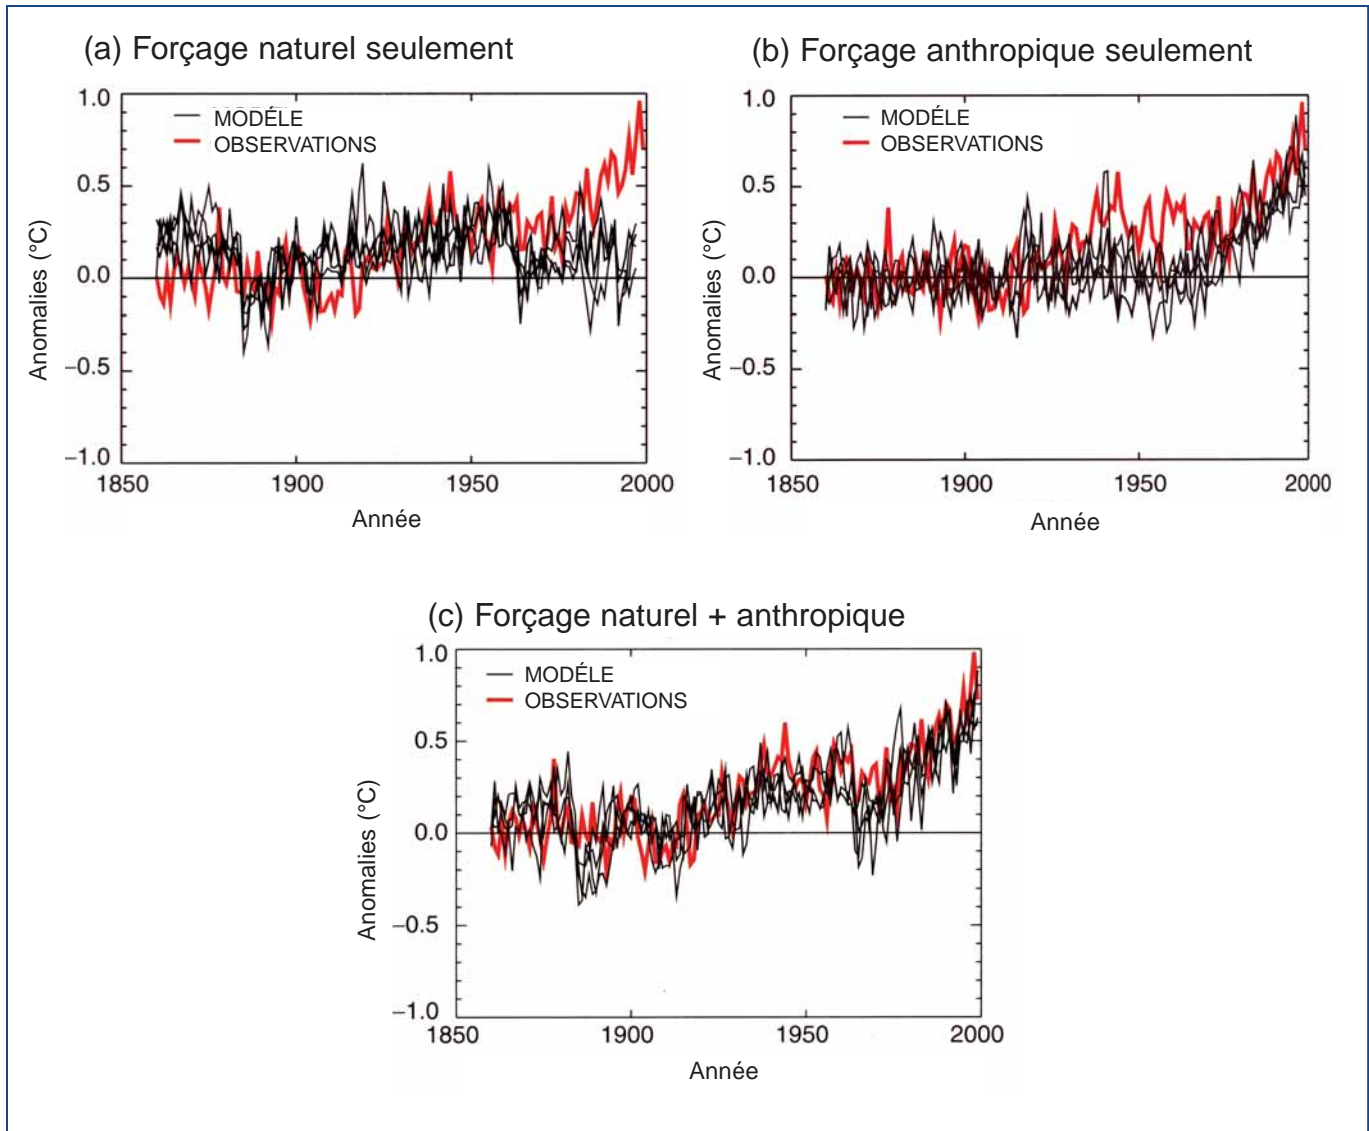 (a) Forçage naturel seulement
1.0
MODÉLE
OBSERVATIONS
0.5
0.0
−0.5
−1.0
Anomalies (°C)
1850 1900 1950 2000
Année
(b) Forçage anthropique seulement
1.0
MODÉLE
OBSERVATIONS
0.5
0.0
−0.5
−1.0
Anomalies (°C)
1850 1900 1950 2000
Année
(c) Forçage naturel + anthropique
1.0
MODÉLE
OBSERVATIONS
0.5
0.0
−0.5
−1.0
Anomalies (°C)
1850 1900 1950 2000
Année